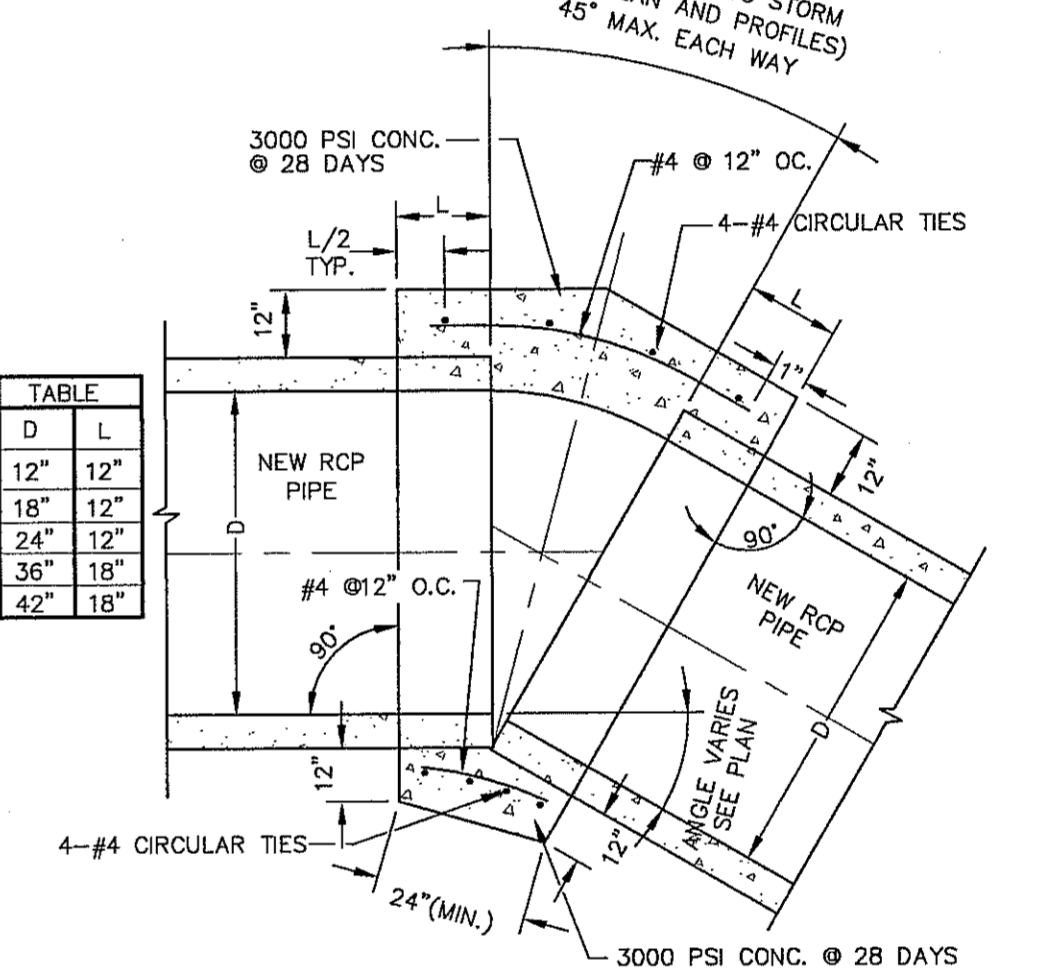 STORM
AND PROFILES)
45° MAX. EACH WAY
3000 PSI CONC.
@ 28 DAYS
#4 @ 12" OC.
L
4-#4 CIRCULAR TIES
L/2
TYP.
L
12"
1"
TABLE
D L
12" 12"
18" 12"
24" 12"
36" 18"
42" 18"
NEW RCP
PIPE
12"
D
90°
#4 @12" O.C.
NEW RCP
PIPE
90°
D
ANGLE VARIES
SEE PLAN
12"
4-#4 CIRCULAR TIES
12"
24"(MIN.)
3000 PSI CONC. @ 28 DAYS